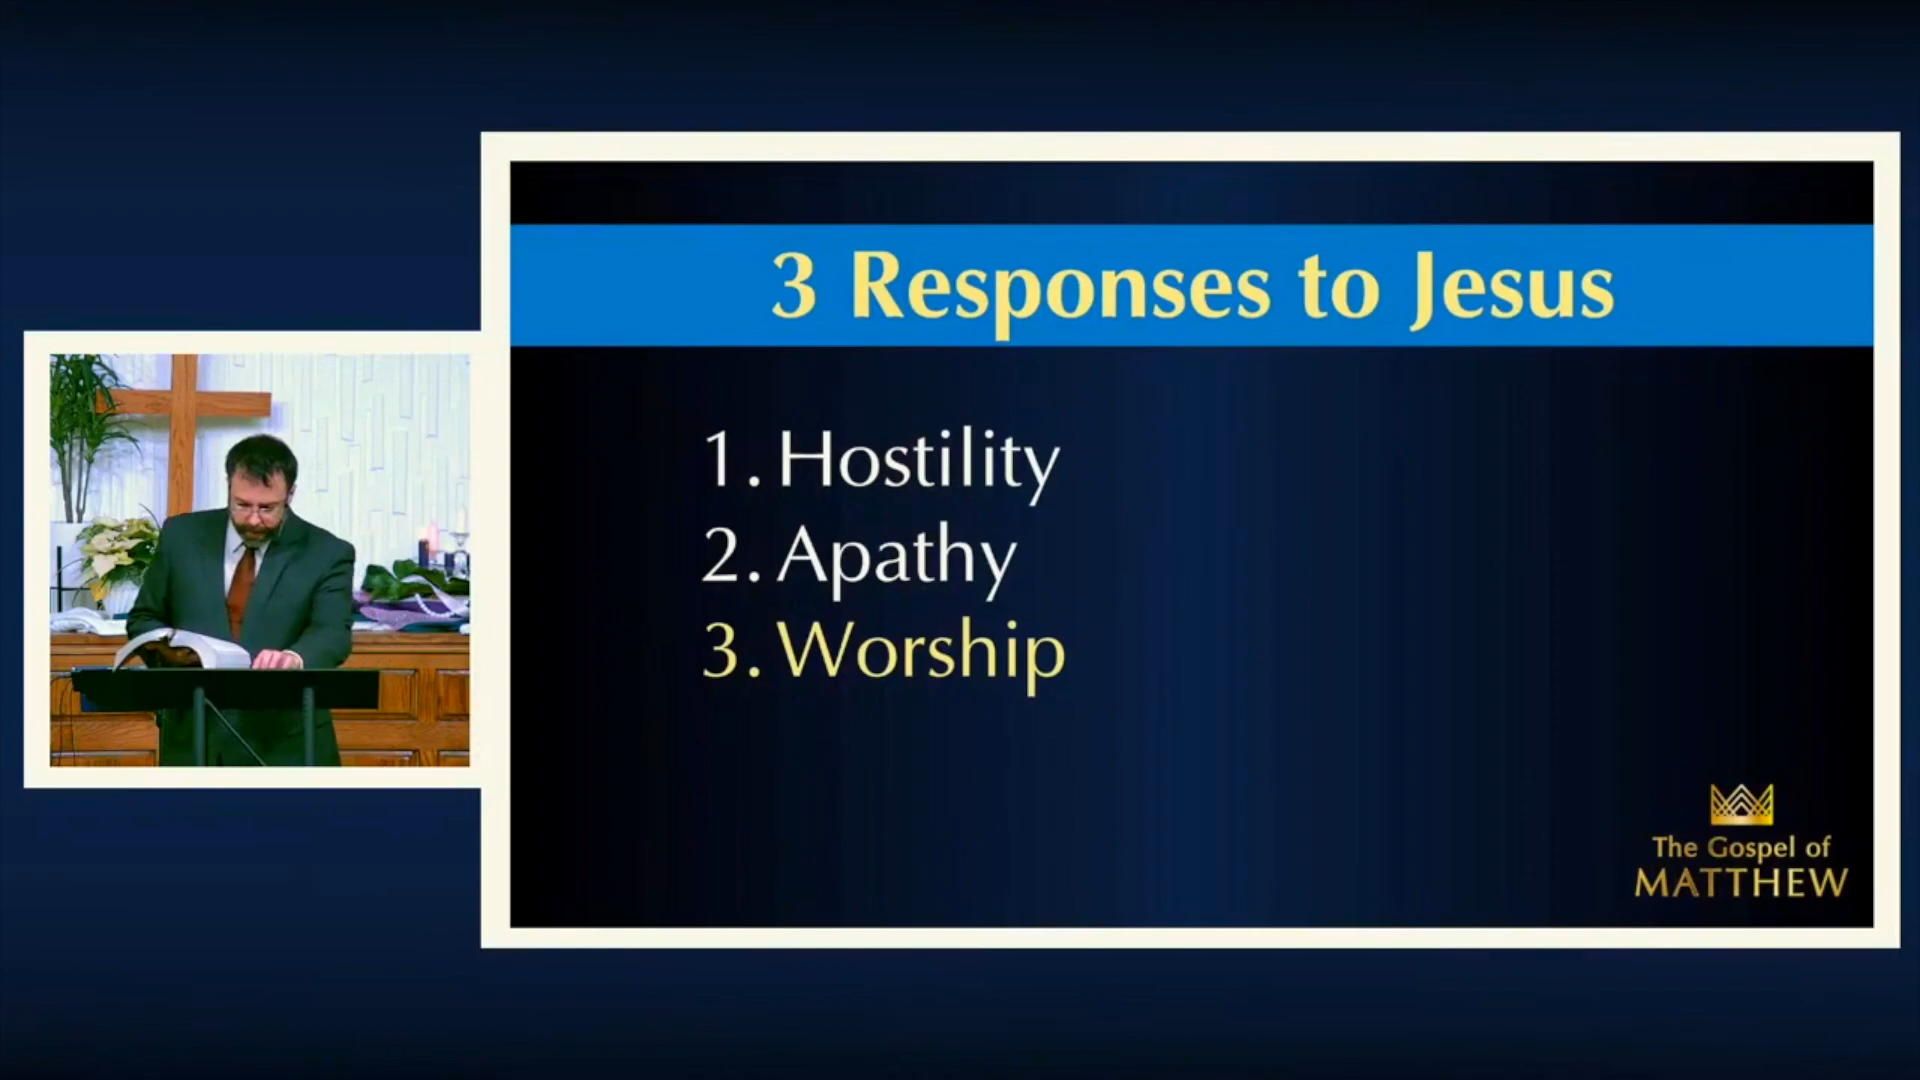 3 Responses to Jesus
1. Hostility
2. Apathy
3. Worship
The Gospel of
MATTHEW